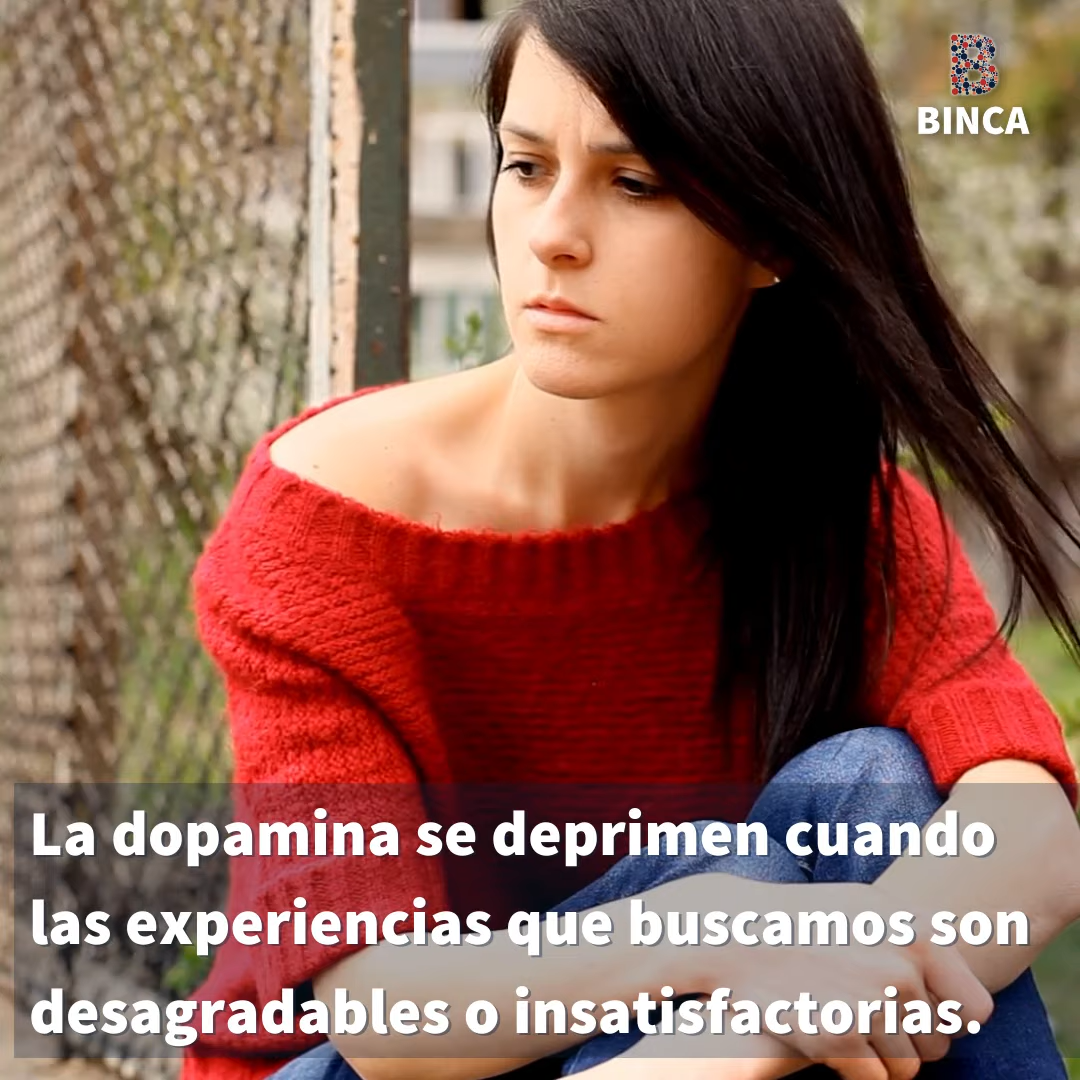 BINCA
La dopamina se deprimen cuando
las experiencias que buscamos son
desagradables o insatisfactorias.